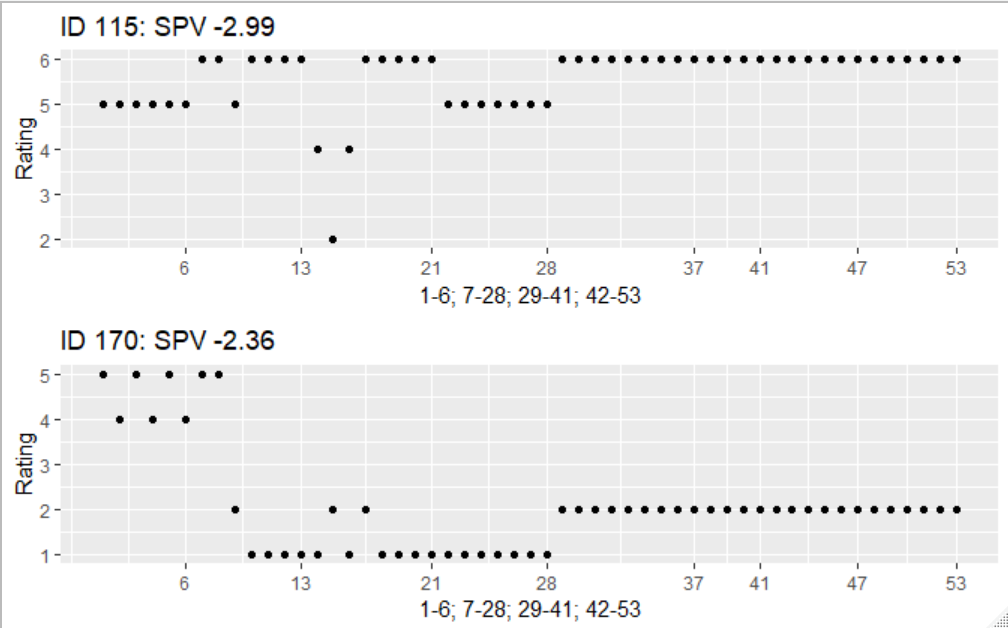 ID 115: SPV -2.99
6
5
4
3
2
Rating
6 13 21 28 37 41 47 53
1-6; 7-28; 29-41; 42-53
ID 170: SPV -2.36
5
4
3
2
1
Rating
6 13 21 28 37 41 47 53
1-6; 7-28; 29-41; 42-53